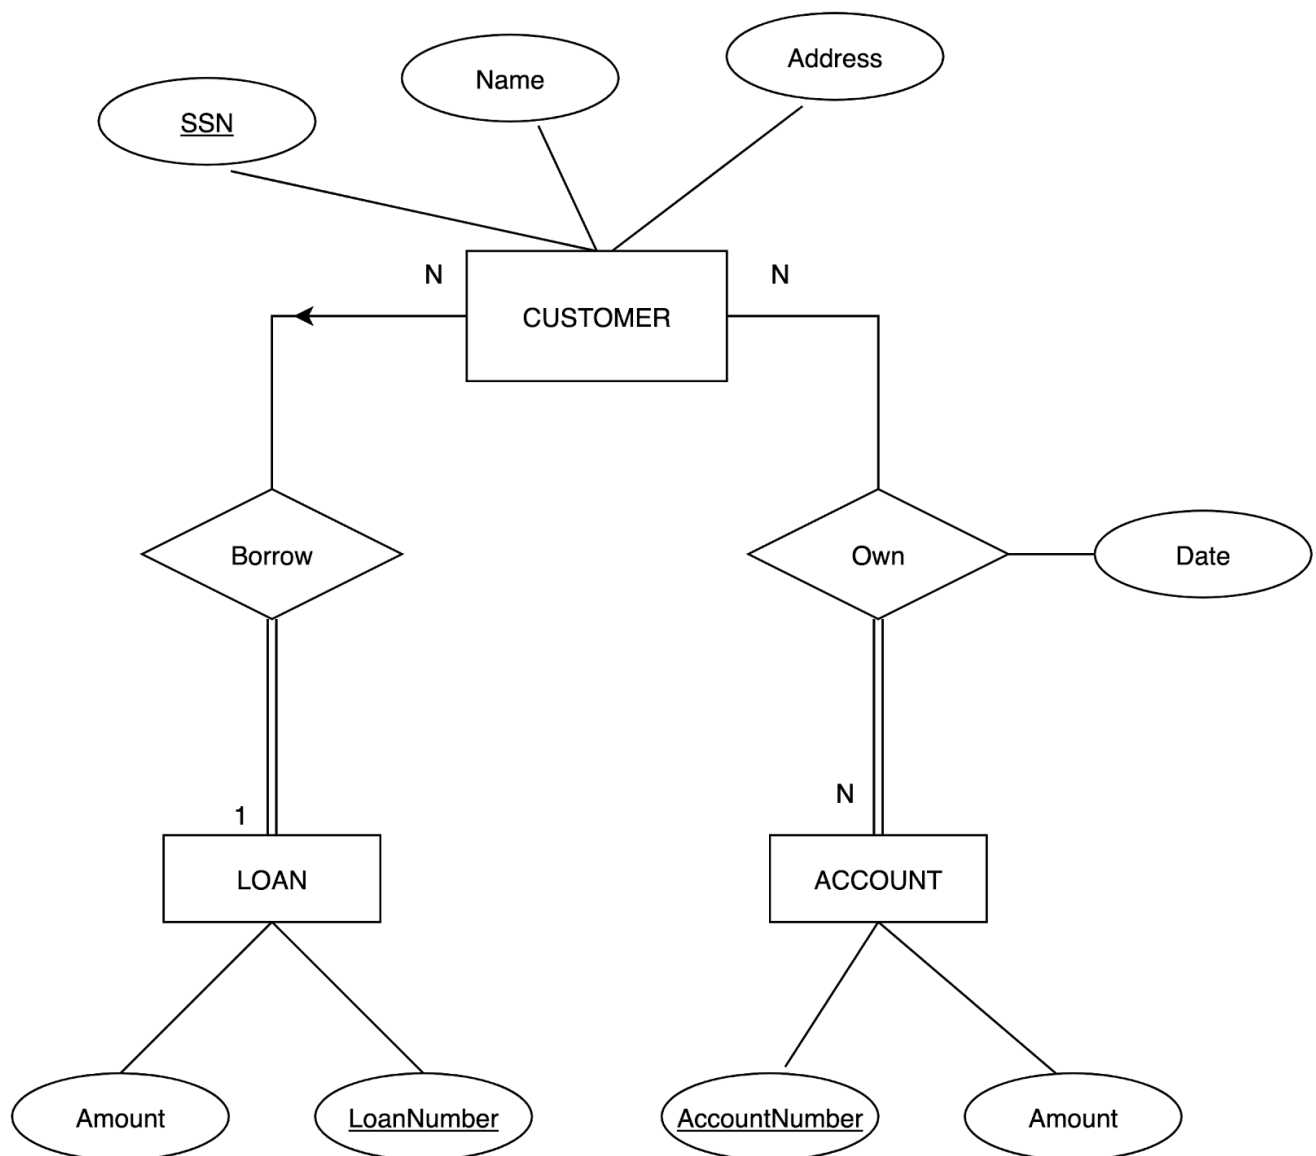 Address
Name
SSN
N
N
CUSTOMER
Borrow
Own
Date
N
1
LOAN
ACCOUNT
Amount
LoanNumber
AccountNumber
Amount